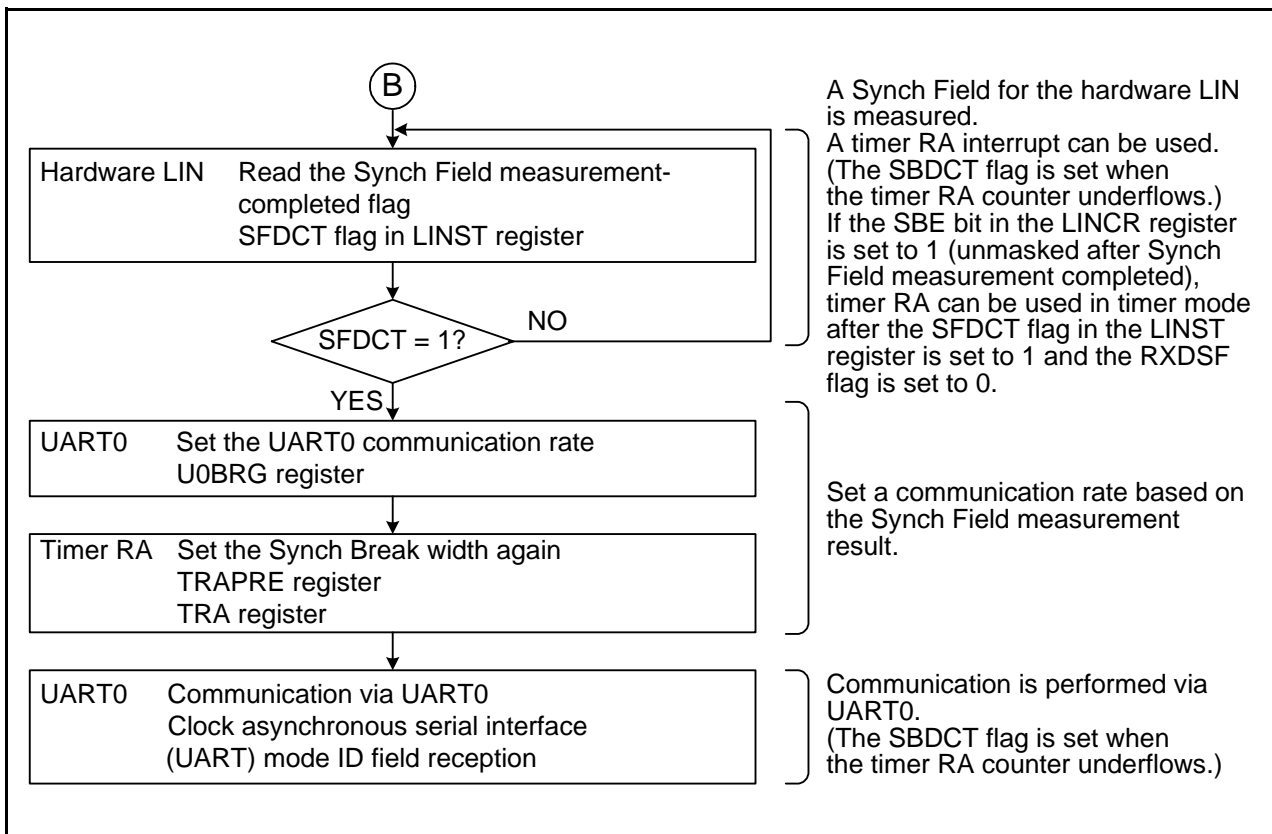 B
Hardware LIN Read the Synch Field measurement-
completed flag
SFDCT flag in LINST register
SFDCT = 1?
NO
YES
A Synch Field for the hardware LIN
is measured.
A timer RA interrupt can be used.
(The SBDCT flag is set when
the timer RA counter underflows.)
If the SBE bit in the LINCR register
is set to 1 (unmasked after Synch
Field measurement completed),
timer RA can be used in timer mode
after the SFDCT flag in the LINST
register is set to 1 and the RXDSF
flag is set to 0.
UART0 Set the UART0 communication rate
U0BRG register
Timer RA Set the Synch Break width again
TRAPRE register
TRA register
Set a communication rate based on
the Synch Field measurement
result.
UART0 Communication via UART0
Clock asynchronous serial interface
(UART) mode ID field reception
Communication is performed via
UART0.
(The SBDCT flag is set when
the timer RA counter underflows.)